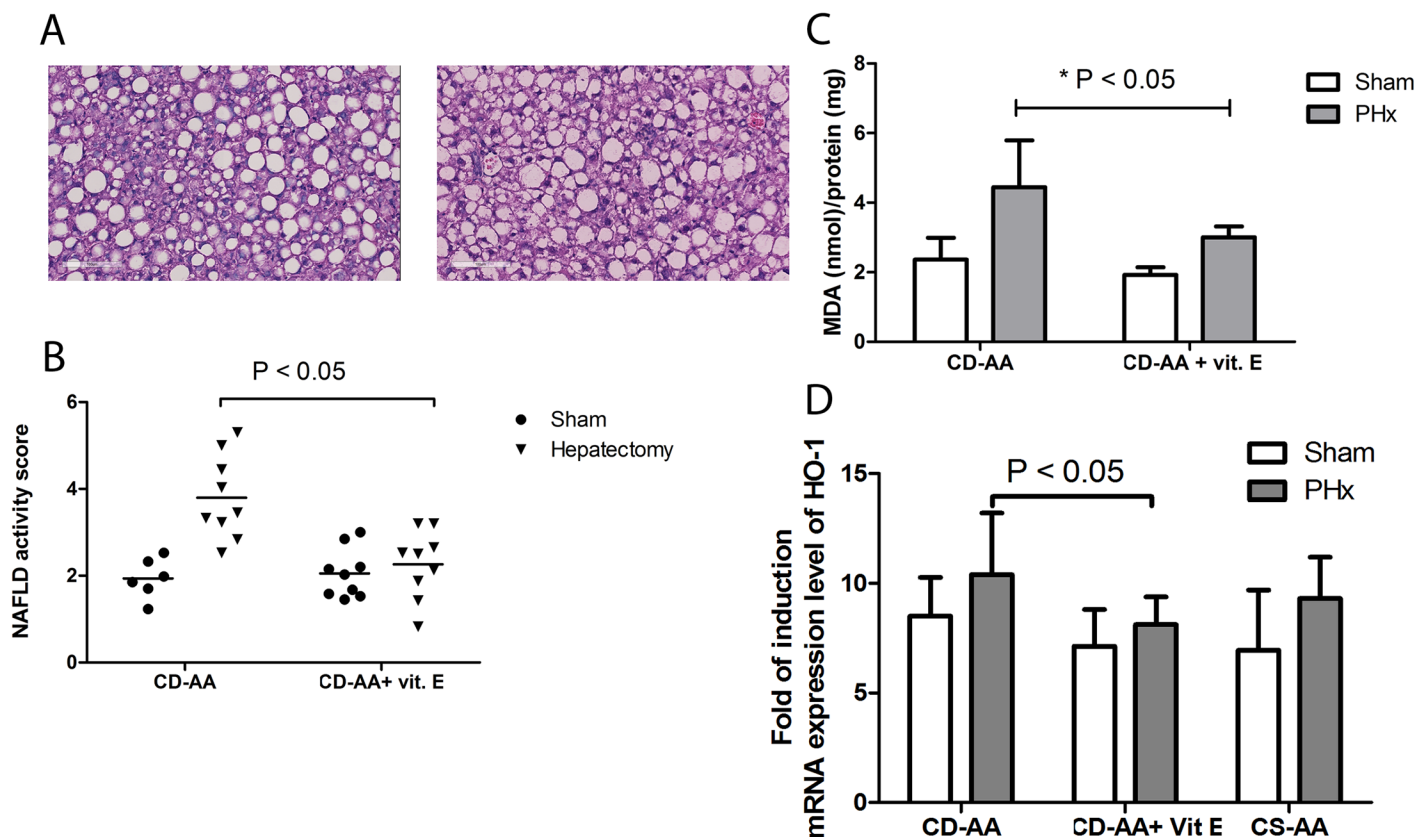 A
B
P < 0.05
6
4
2
0
NAFLD activity score
CD-AA
CD-AA+ vit. E
Sham
Hepatectomy
C
* P < 0.05
8
6
4
2
0
MDA (nmol)/protein (mg)
CD-AA
CD-AA + vit. E
Sham
PHx
D
P < 0.05
15
10
5
0
Fold of induction
mRNA expression level of HO-1
CD-AA
CD-AA+ Vit E
CS-AA
Sham
PHx